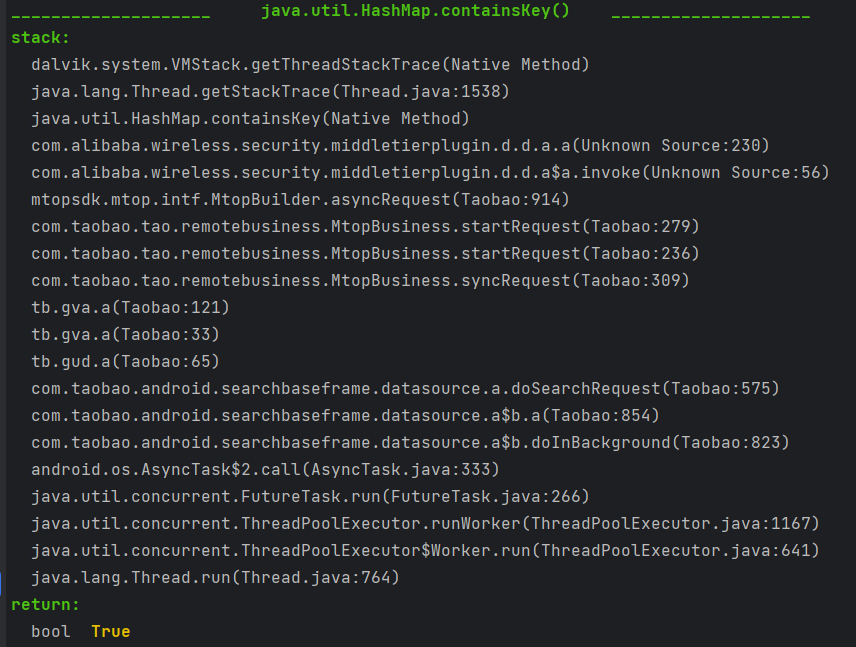 ____________________ java.util.HashMap.containsKey() ____________________
stack:
dalvik.system.VMStack.getThreadStackTrace(Native Method)
java.lang.Thread.getStackTrace(Thread.java:1538)
java.util.HashMap.containsKey(Native Method)
com.alibaba.wireless.security.middletierplugin.d.d.a.a(Unknown Source:230)
com.alibaba.wireless.security.middletierplugin.d.d.a$a.invoke(Unknown Source:56)
mtopsdk.mtop.intf.MtopBuilder.asyncRequest(Taobao:914)
com.taobao.tao.remotebusiness.MtopBusiness.startRequest(Taobao:279)
com.taobao.tao.remotebusiness.MtopBusiness.startRequest(Taobao:236)
com.taobao.tao.remotebusiness.MtopBusiness.syncRequest(Taobao:309)
tb.gva.a(Taobao:121)
tb.gva.a(Taobao:33)
tb.gud.a(Taobao:65)
com.taobao.android.searchbaseframe.datasource.a.doSearchRequest(Taobao:575)
com.taobao.android.searchbaseframe.datasource.a$b.a(Taobao:854)
com.taobao.android.searchbaseframe.datasource.a$b.doInBackground(Taobao:823)
android.os.AsyncTask$2.call(AsyncTask.java:333)
java.util.concurrent.FutureTask.run(FutureTask.java:266)
java.util.concurrent.ThreadPoolExecutor.runWorker(ThreadPoolExecutor.java:1167)
java.util.concurrent.ThreadPoolExecutor$Worker.run(ThreadPoolExecutor.java:641)
java.lang.Thread.run(Thread.java:764)
return:
bool True